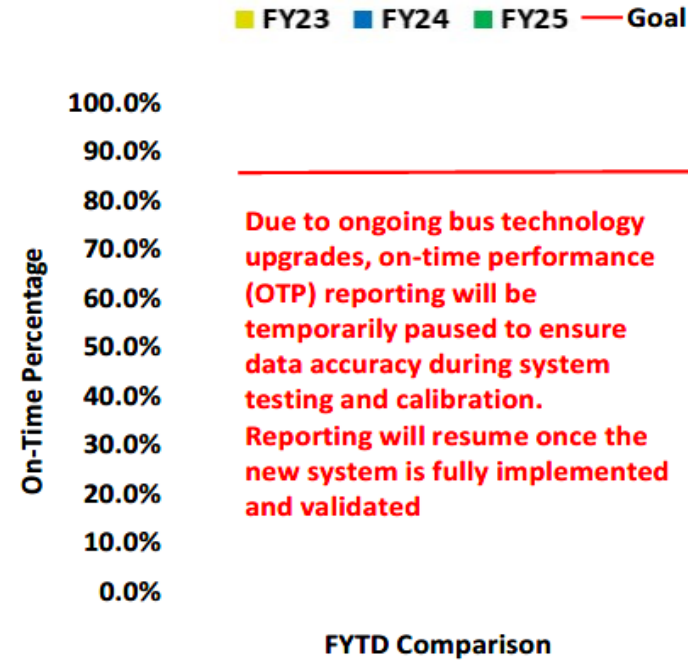 FY23 FY24 FY25 Goal
100.0%
90.0%
80.0%
70.0%
60.0%
50.0%
40.0%
30.0%
20.0%
10.0%
0.0%
On-Time Percentage
Due to ongoing bus technology
upgrades, on-time performance
(OTP) reporting will be
temporarily paused to ensure
data accuracy during system
testing and calibration.
Reporting will resume once the
new system is fully implemented
and validated
FYTD Comparison